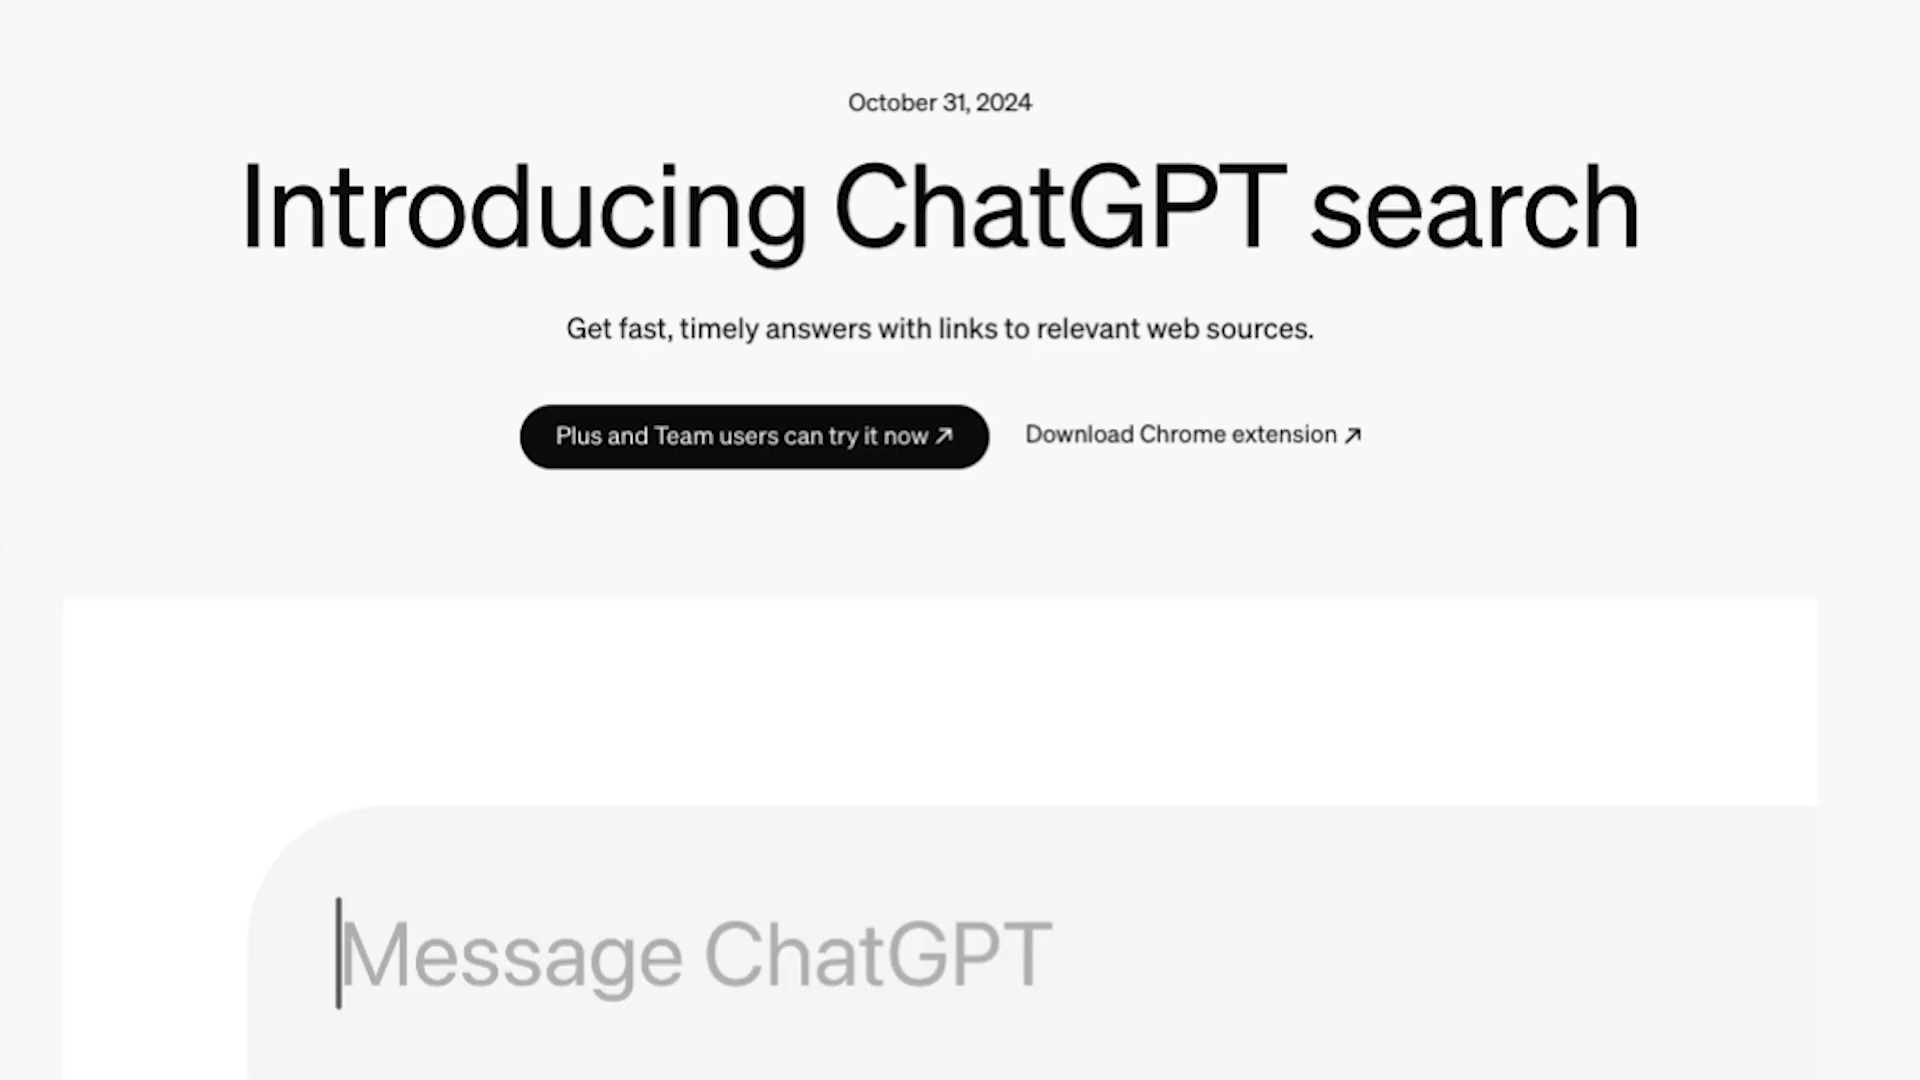 October 31, 2024
Introducing ChatGPT search
Get fast, timely answers with links to relevant web sources.
Plus and Team users can try it now ↗ Download Chrome extension ↗
Message ChatGPT